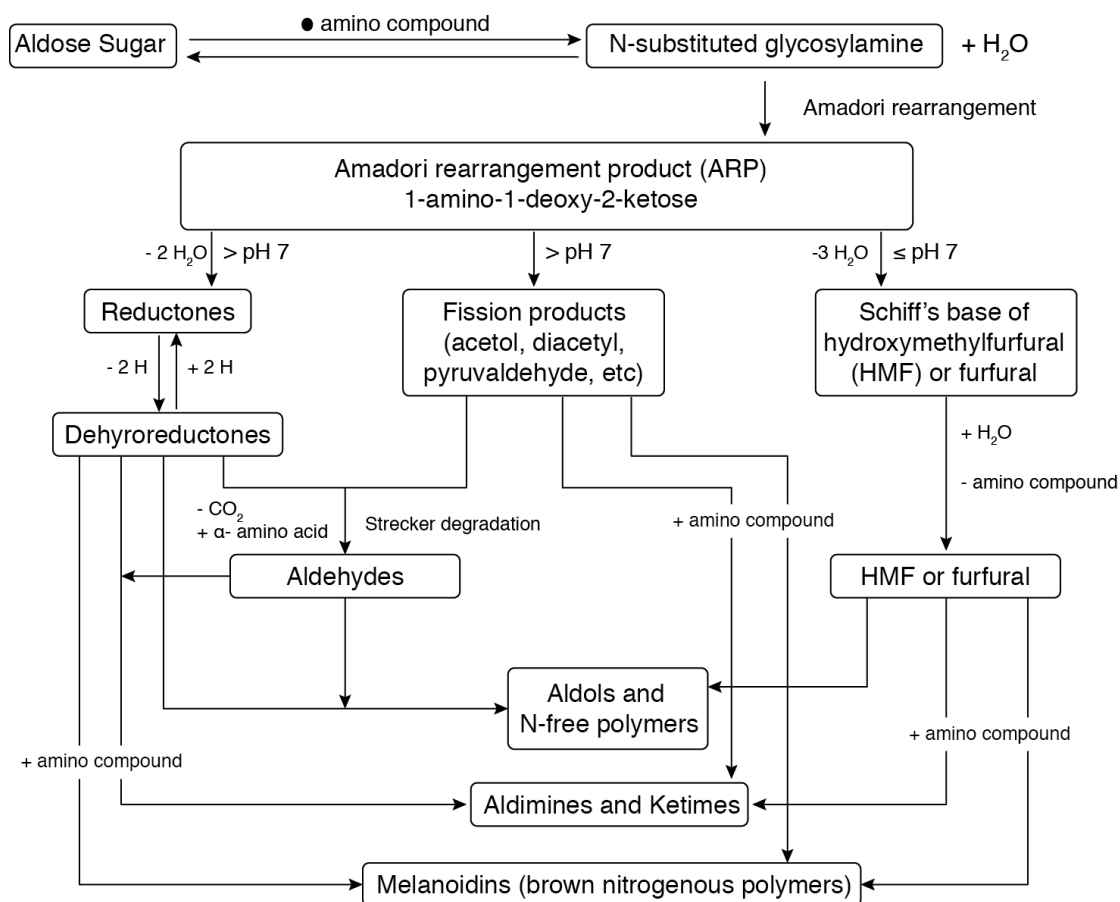 ● amino compound
Aldose Sugar
N-substituted glycosylamine
+ H₂O
Amadori rearrangement
Amadori rearrangement product (ARP)
1-amino-1-deoxy-2-ketose
- 2 H₂O
> pH 7
> pH 7
-3 H₂O
≤ pH 7
Reductones
Fission products
(acetol, diacetyl,
pyruvaldehyde, etc)
Schiff’s base of
hydroxymethylfurfural
(HMF) or furfural
- 2 H
+ 2 H
Dehyroreductones
+ H₂O
- amino compound
- CO₂
+ α- amino acid
Strecker degradation
+ amino compound
Aldehydes
HMF or furfural
Aldols and
N-free polymers
+ amino compound
+ amino compound
Aldimines and Ketimes
Melanoidins (brown nitrogenous polymers)